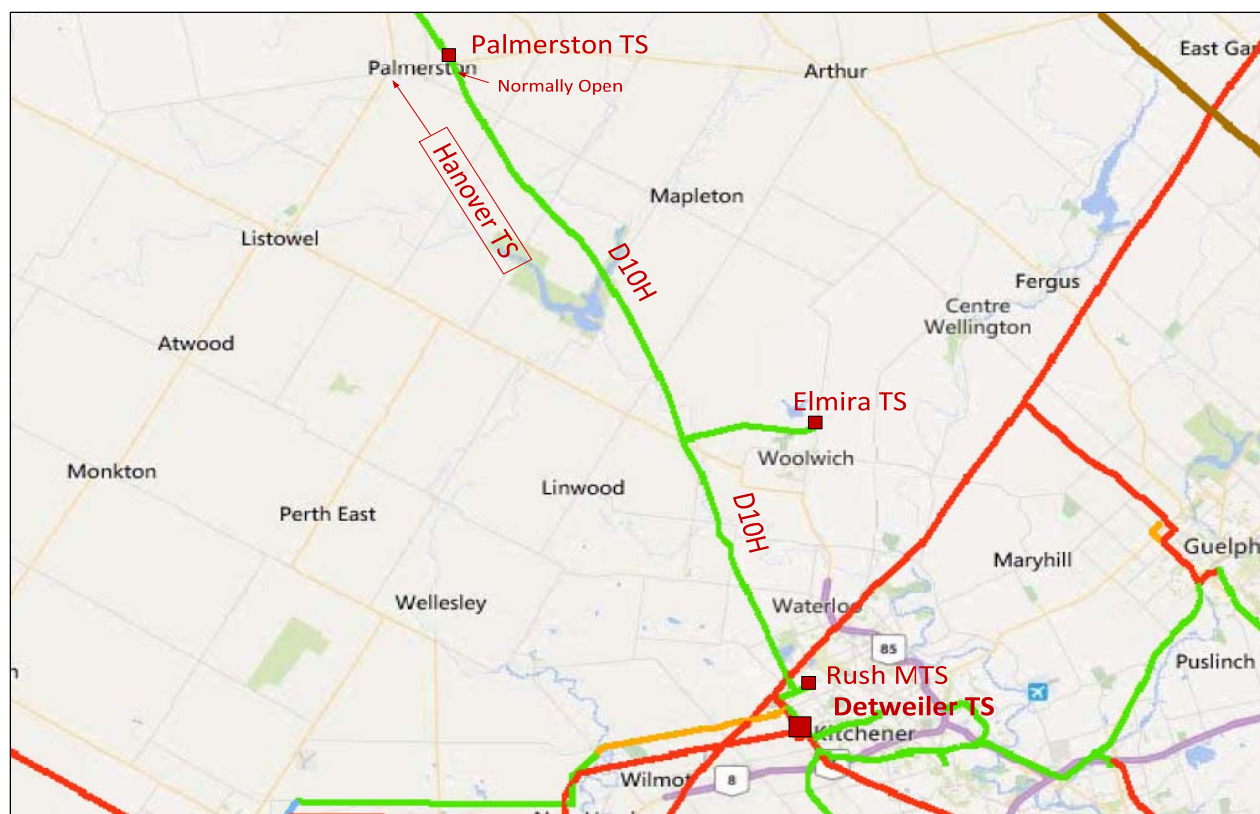 Palmerston TS
East Gar
Palmerston
Arthur
Normally Open
Hanover TS
Mapleton
Listowel
D10H
Fergus
Centre
Wellington
Atwood
Elmira TS
Woolwich
Monkton
Linwood
D10H
Perth East
Guelph
Maryhill
Wellesley
Waterloo
85
Puslinch
Rush MTS
Detweiler TS
Kitchener
Wilmot
8